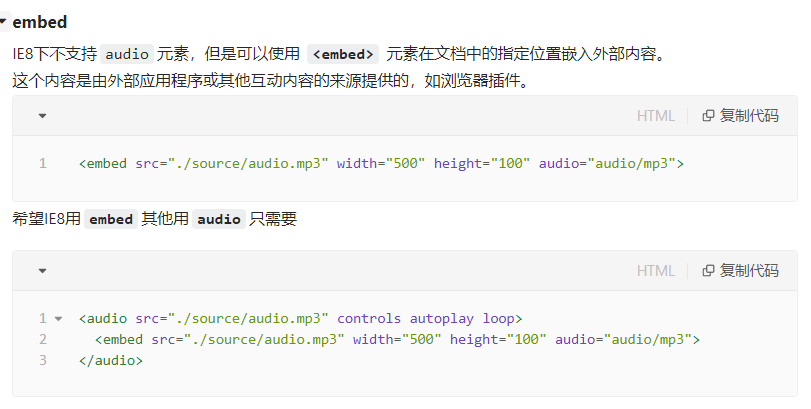 embed
IE8下不支持 audio 元素，但是可以使用 <embed> 元素在文档中的指定位置嵌入外部内容。
这个内容是由外部应用程序或其他互动内容的来源提供的，如浏览器插件。
HTML 复制代码
1 <embed src="./source/audio.mp3" width="500" height="100" audio="audio/mp3">
希望IE8用 embed 其他用 audio 只需要
HTML 复制代码
1 <audio src="./source/audio.mp3" controls autoplay loop>
2 <embed src="./source/audio.mp3" width="500" height="100" audio="audio/mp3">
3 </audio>